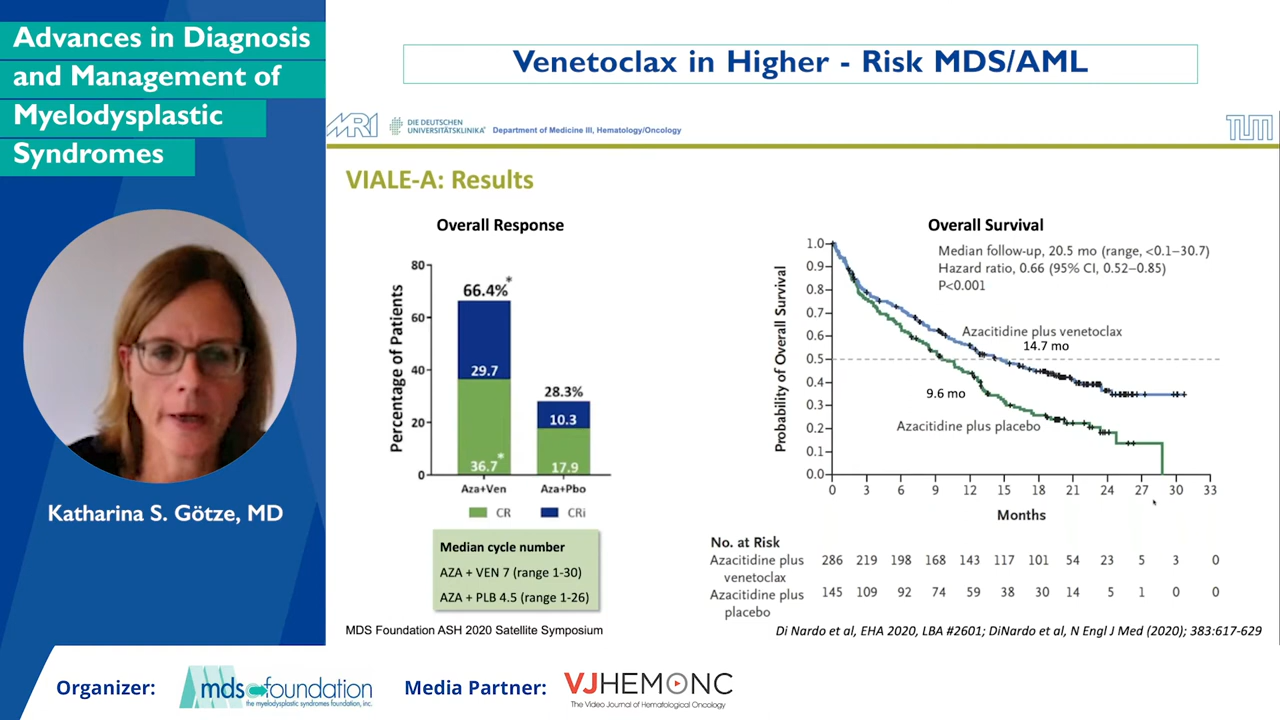 Advances in Diagnosis
and Management of
Myelodysplastic
Syndromes
Katharina S. Götze, MD
Venetoclax in Higher - Risk MDS/AML
MRI
DIE DEUTSCHEN
UNIVERSITÄTSKLINIKA®
Department of Medicine III, Hematology/Oncology
TUM
VIALE-A: Results
Overall Response
Percentage of Patients
80
60
40
20
0
66.4%*
29.7
36.7*
28.3%
10.3
17.9
Aza+Ven
Aza+Pbo
CR
CRi
Median cycle number
AZA + VEN 7 (range 1-30)
AZA + PLB 4.5 (range 1-26)
MDS Foundation ASH 2020 Satellite Symposium
Overall Survival
Median follow-up, 20.5 mo (range, <0.1–30.7)
Hazard ratio, 0.66 (95% CI, 0.52–0.85)
P<0.001
Probability of Overall Survival
1.0
0.9
0.8
0.7
0.6
0.5
0.4
0.3
0.2
0.1
0.0
Azacitidine plus venetoclax
14.7 mo
9.6 mo
Azacitidine plus placebo
0 3 6 9 12 15 18 21 24 27 30 33
Months
No. at Risk
Azacitidine plus venetoclax 286 219 198 168 143 117 101 54 23 5 3 0
Azacitidine plus placebo 145 109 92 74 59 38 30 14 5 1 0 0
Di Nardo et al, EHA 2020, LBA #2601; DiNardo et al, N Engl J Med (2020); 383:617-629
Organizer:
mds foundation
the myelodysplastic syndromes foundation, inc.
Media Partner:
VJHEMONC
The Video Journal of Hematological Oncology